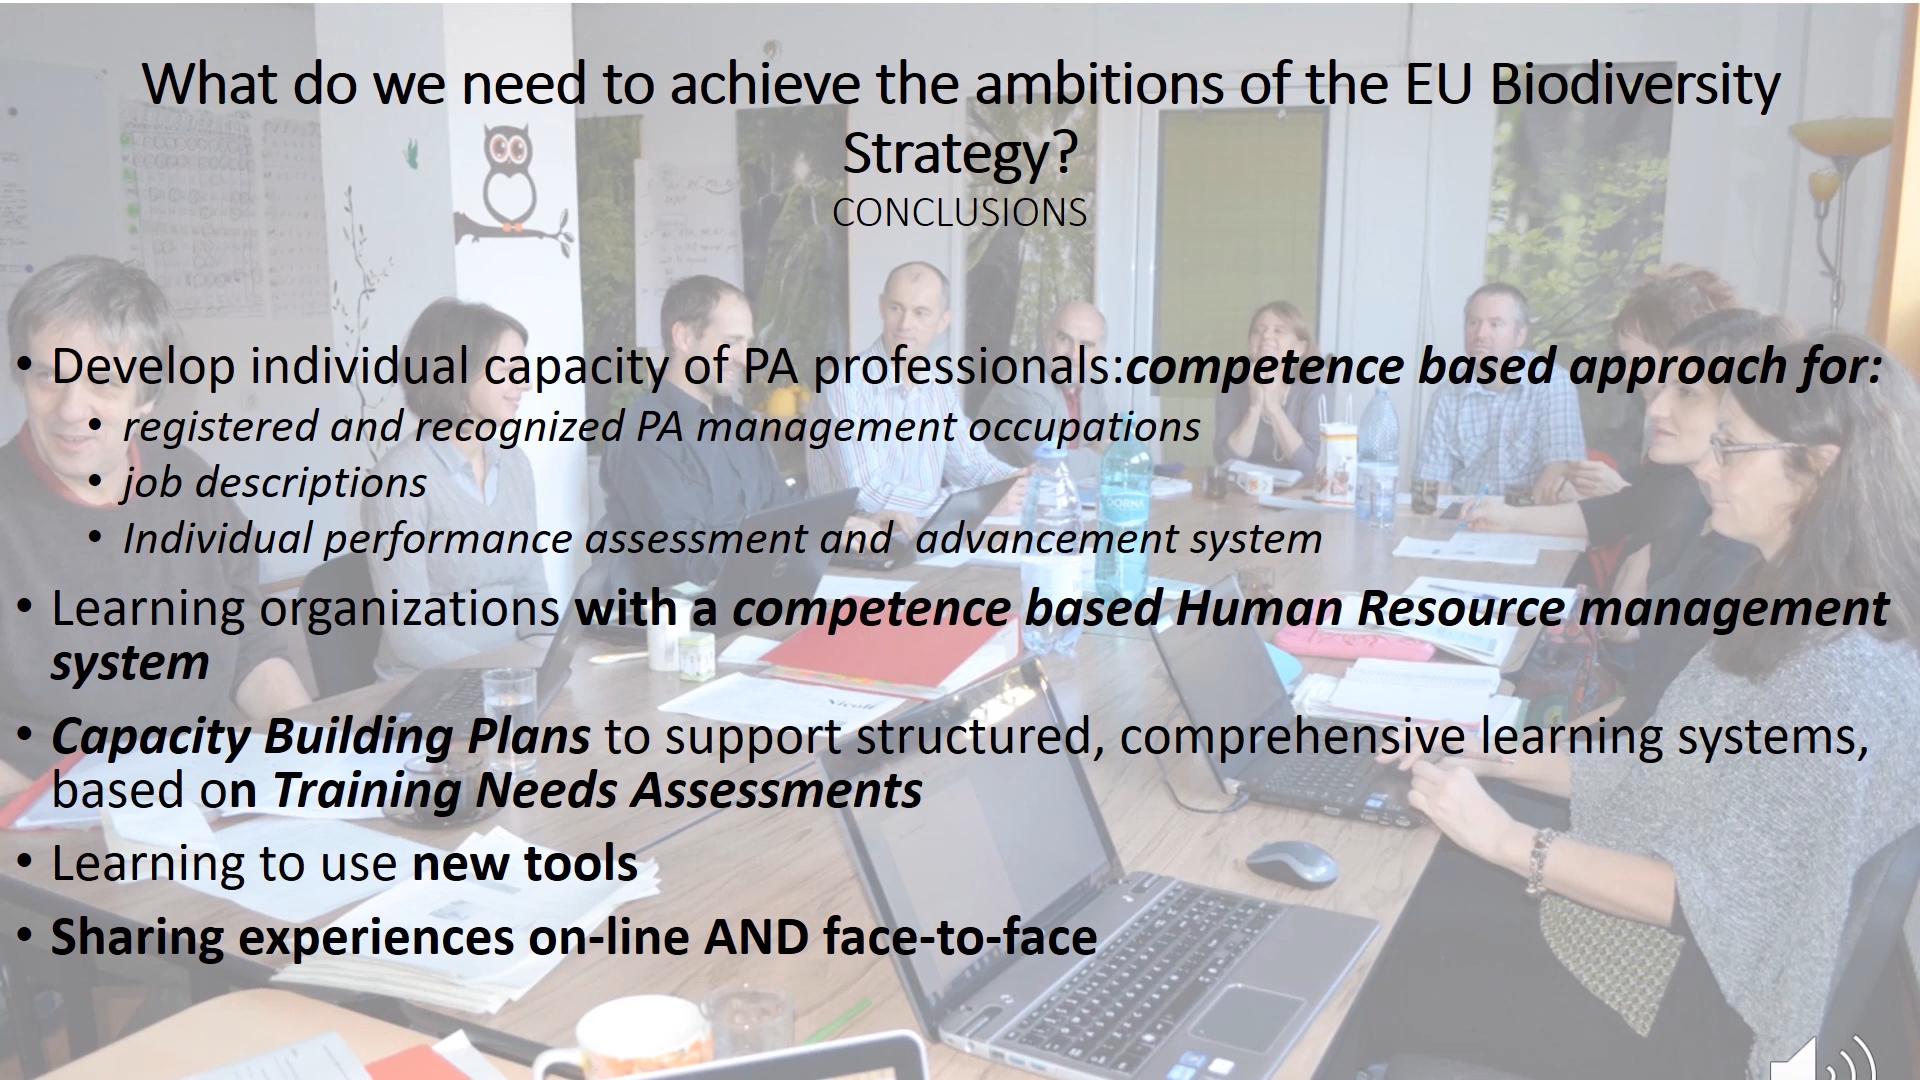 What do we need to achieve the ambitions of the EU Biodiversity
Strategy?
CONCLUSIONS
• Develop individual capacity of PA professionals:competence based approach for:
• registered and recognized PA management occupations
• job descriptions
• Individual performance assessment and  advancement system
• Learning organizations with a competence based Human Resource management
system
• Capacity Building Plans to support structured, comprehensive learning systems,
based on Training Needs Assessments
• Learning to use new tools
• Sharing experiences on-line AND face-to-face
DORNA